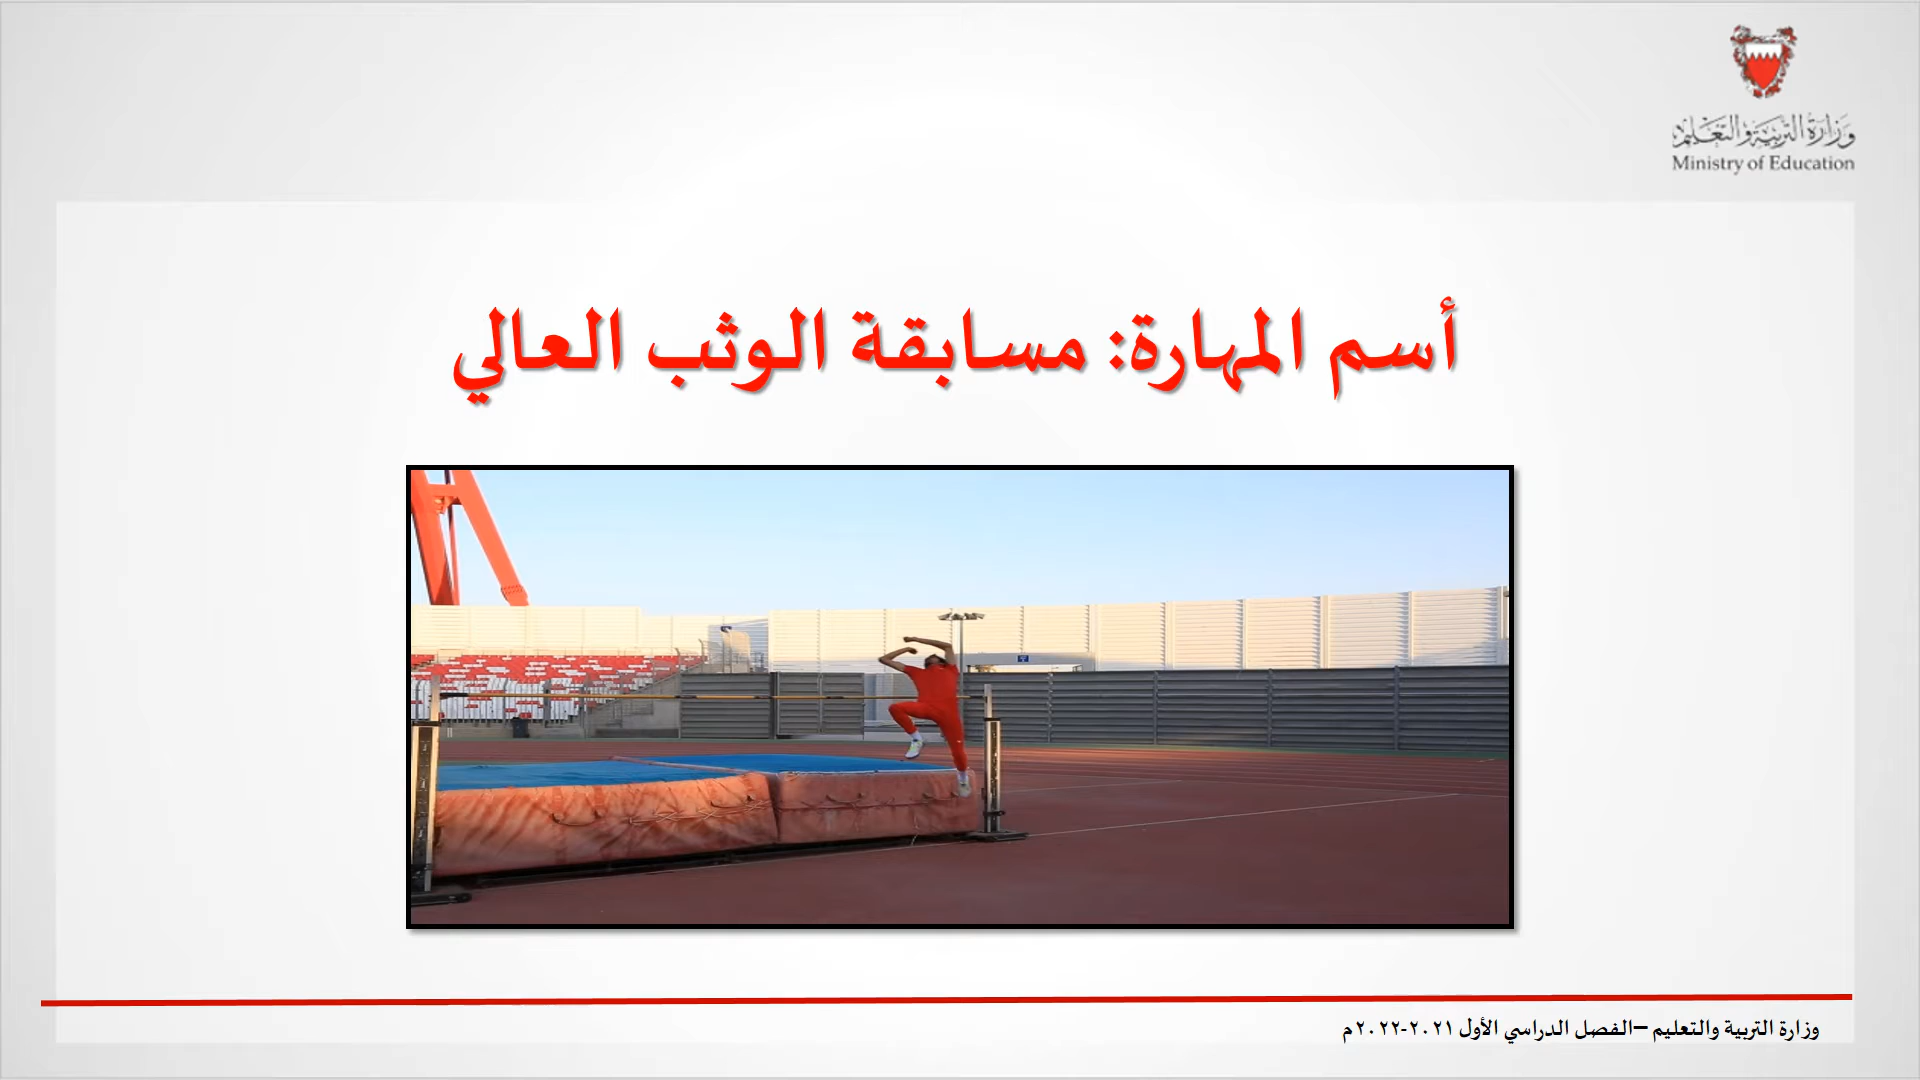 وزارة التربية والتعليم
Ministry of Education
أسم المهارة: مسابقة الوثب العالي
وزارة التربية والتعليم –الفصل الدراسي الأول ٢٠٢١-٢٠٢٢م